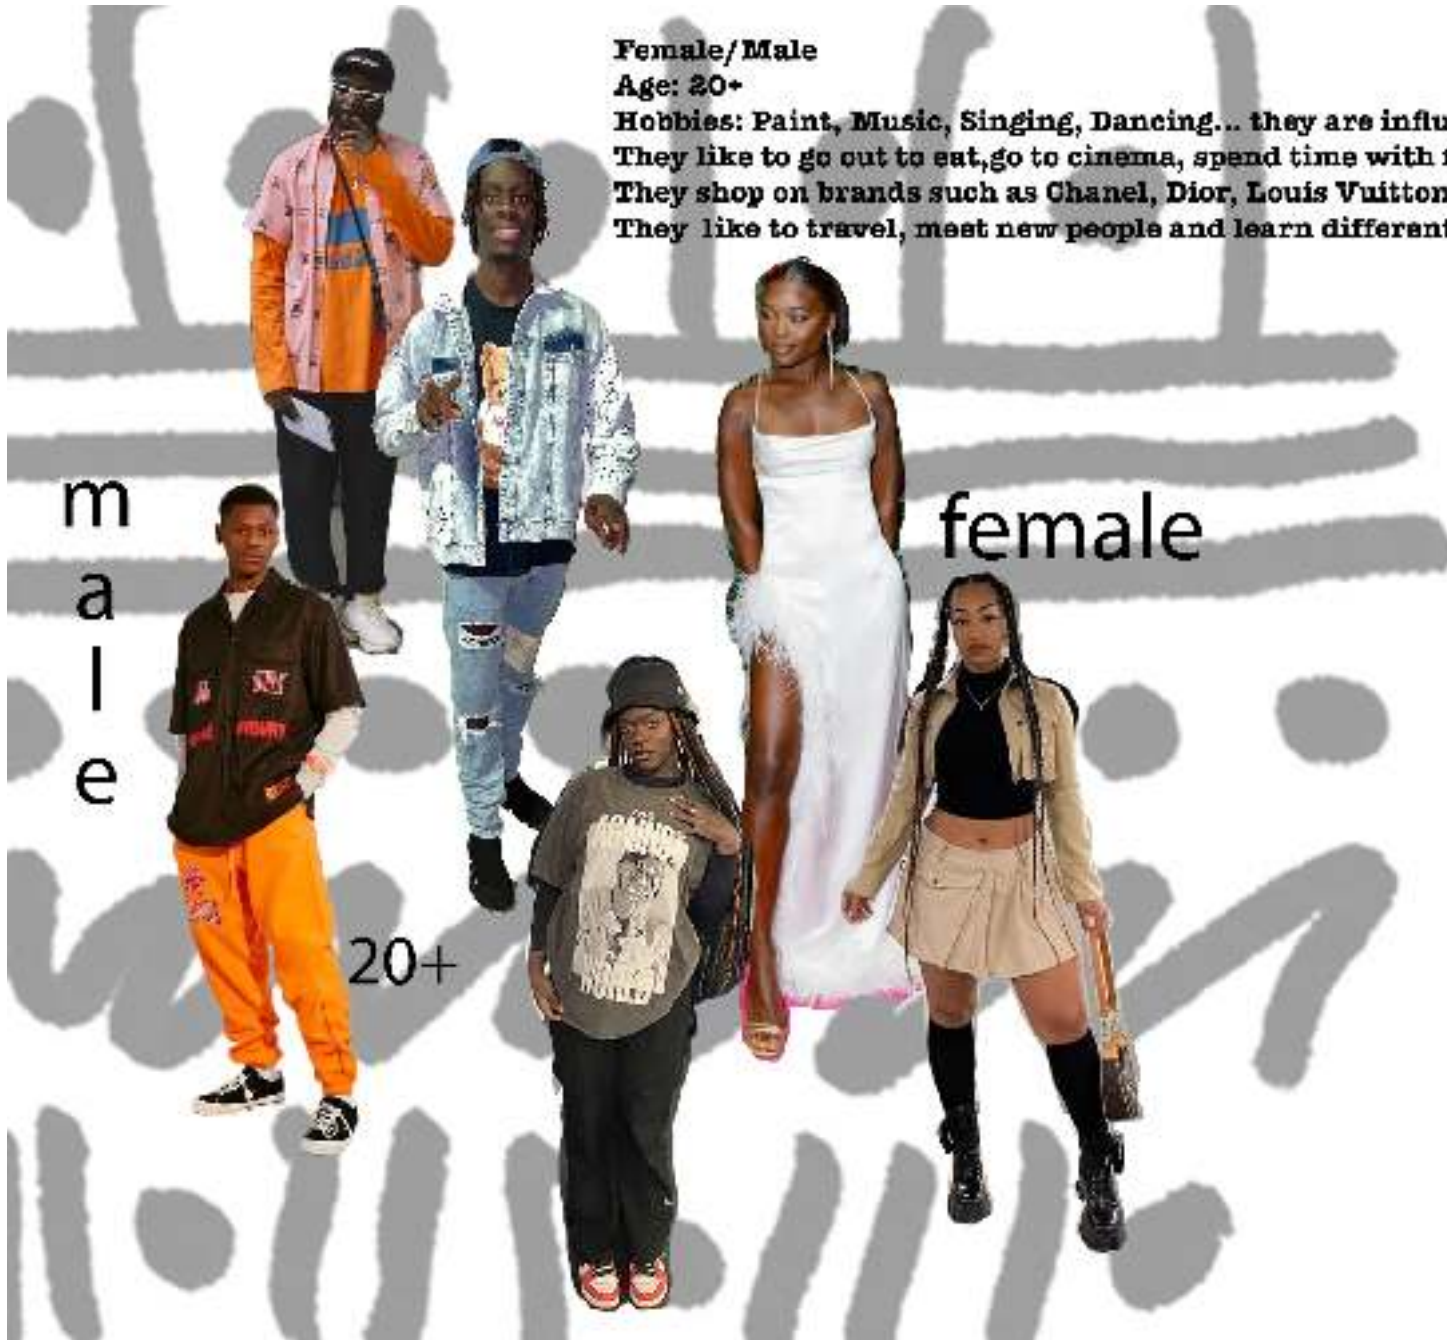 Female/Male
Age: 20+
Hobbies: Paint, Music, Singing, Dancing... they are influ
They like to go out to eat,go to cinema, spend time with
They shop on brands such as Chanel, Dior, Louis Vuitton
They like to travel, meet new people and learn different
male
female
20+